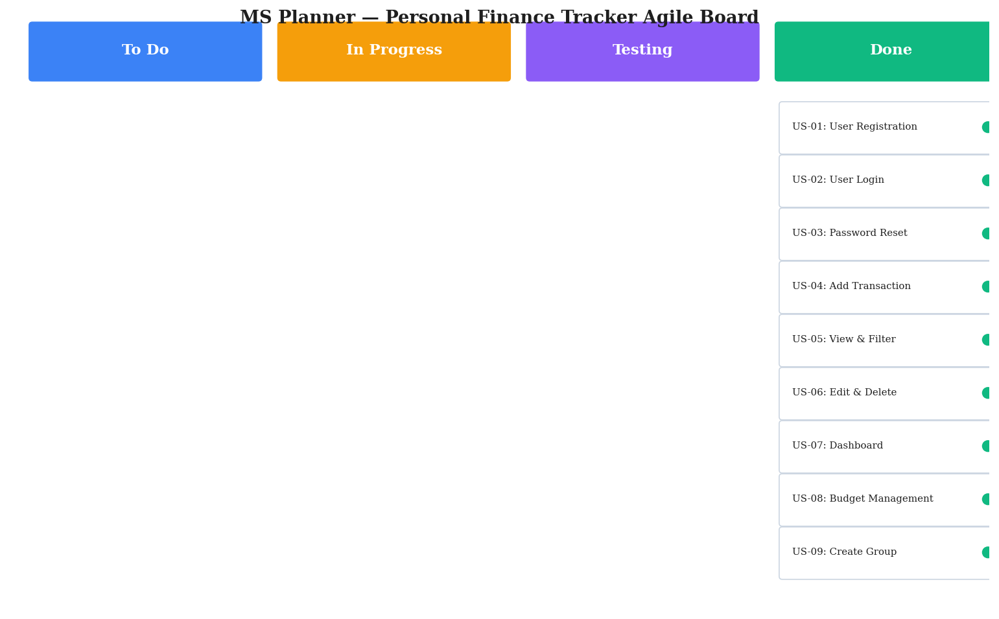 MS Planner — Personal Finance Tracker Agile Board
To Do
In Progress
Testing
Done
US-01: User Registration
US-02: User Login
US-03: Password Reset
US-04: Add Transaction
US-05: View & Filter
US-06: Edit & Delete
US-07: Dashboard
US-08: Budget Management
US-09: Create Group